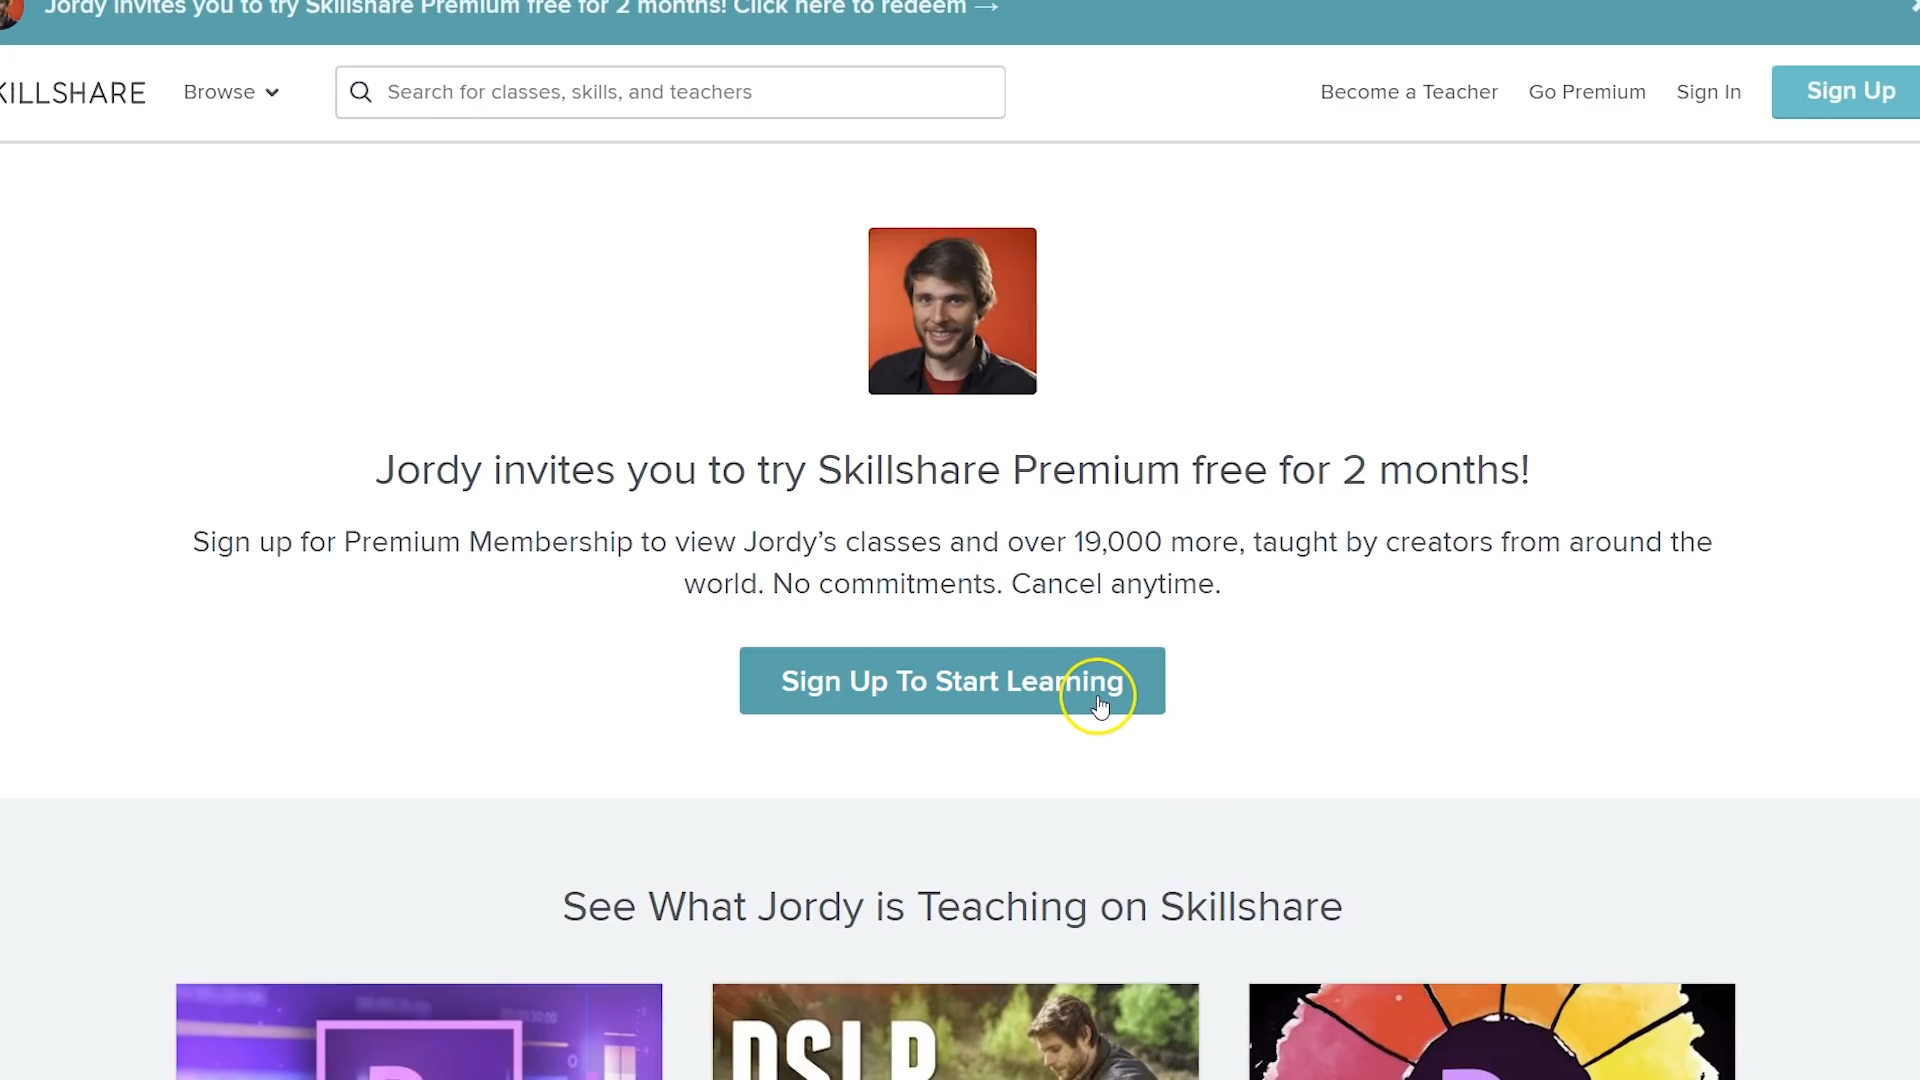 Jordy invites you to try Skillshare Premium free for 2 months! Click here to redeem →
KILLSHARE
Browse
Search for classes, skills, and teachers
Become a Teacher
Go Premium
Sign In
Sign Up
Jordy invites you to try Skillshare Premium free for 2 months!
Sign up for Premium Membership to view Jordy’s classes and over 19,000 more, taught by creators from around the
world. No commitments. Cancel anytime.
Sign Up To Start Learning
See What Jordy is Teaching on Skillshare
DSLR